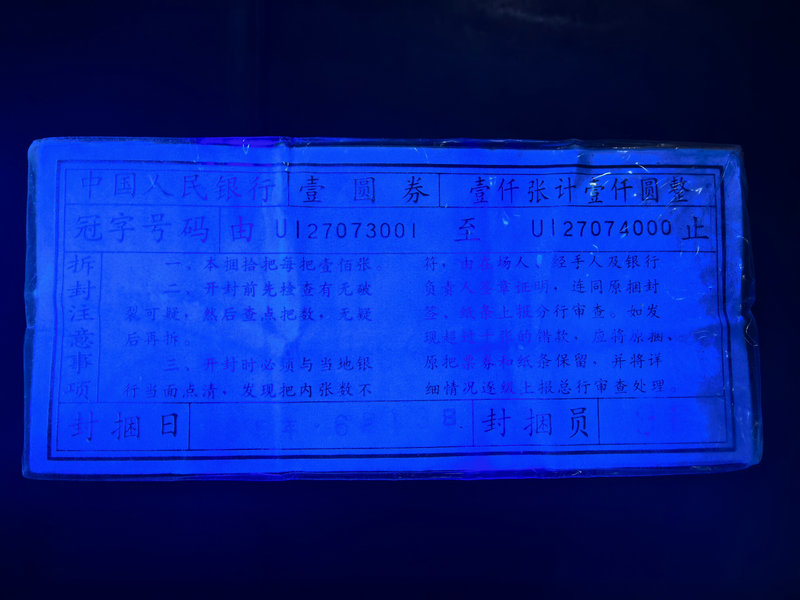 中国人民银行 壹圆券 壹仟张计壹仟圆整
冠字号码 由 UI27073001 至 UI27074000 止
拆封注意事项
一、本捆拾把每把壹佰张。
二、开封前先检查有无破
裂可疑，然后查点把数，无疑
后再拆。
三、开封时必须与当地银
行当面点清，发现把内张数不
符，由在场人、经手人及银行
负责人签章证明，连同原捆封
签、纸条上报分行审查。如发
现超过十张的错款，应将原捆、
原把票券和纸条保留，并将详
细情况逐级上报总行审查处理。
封捆日
封捆员